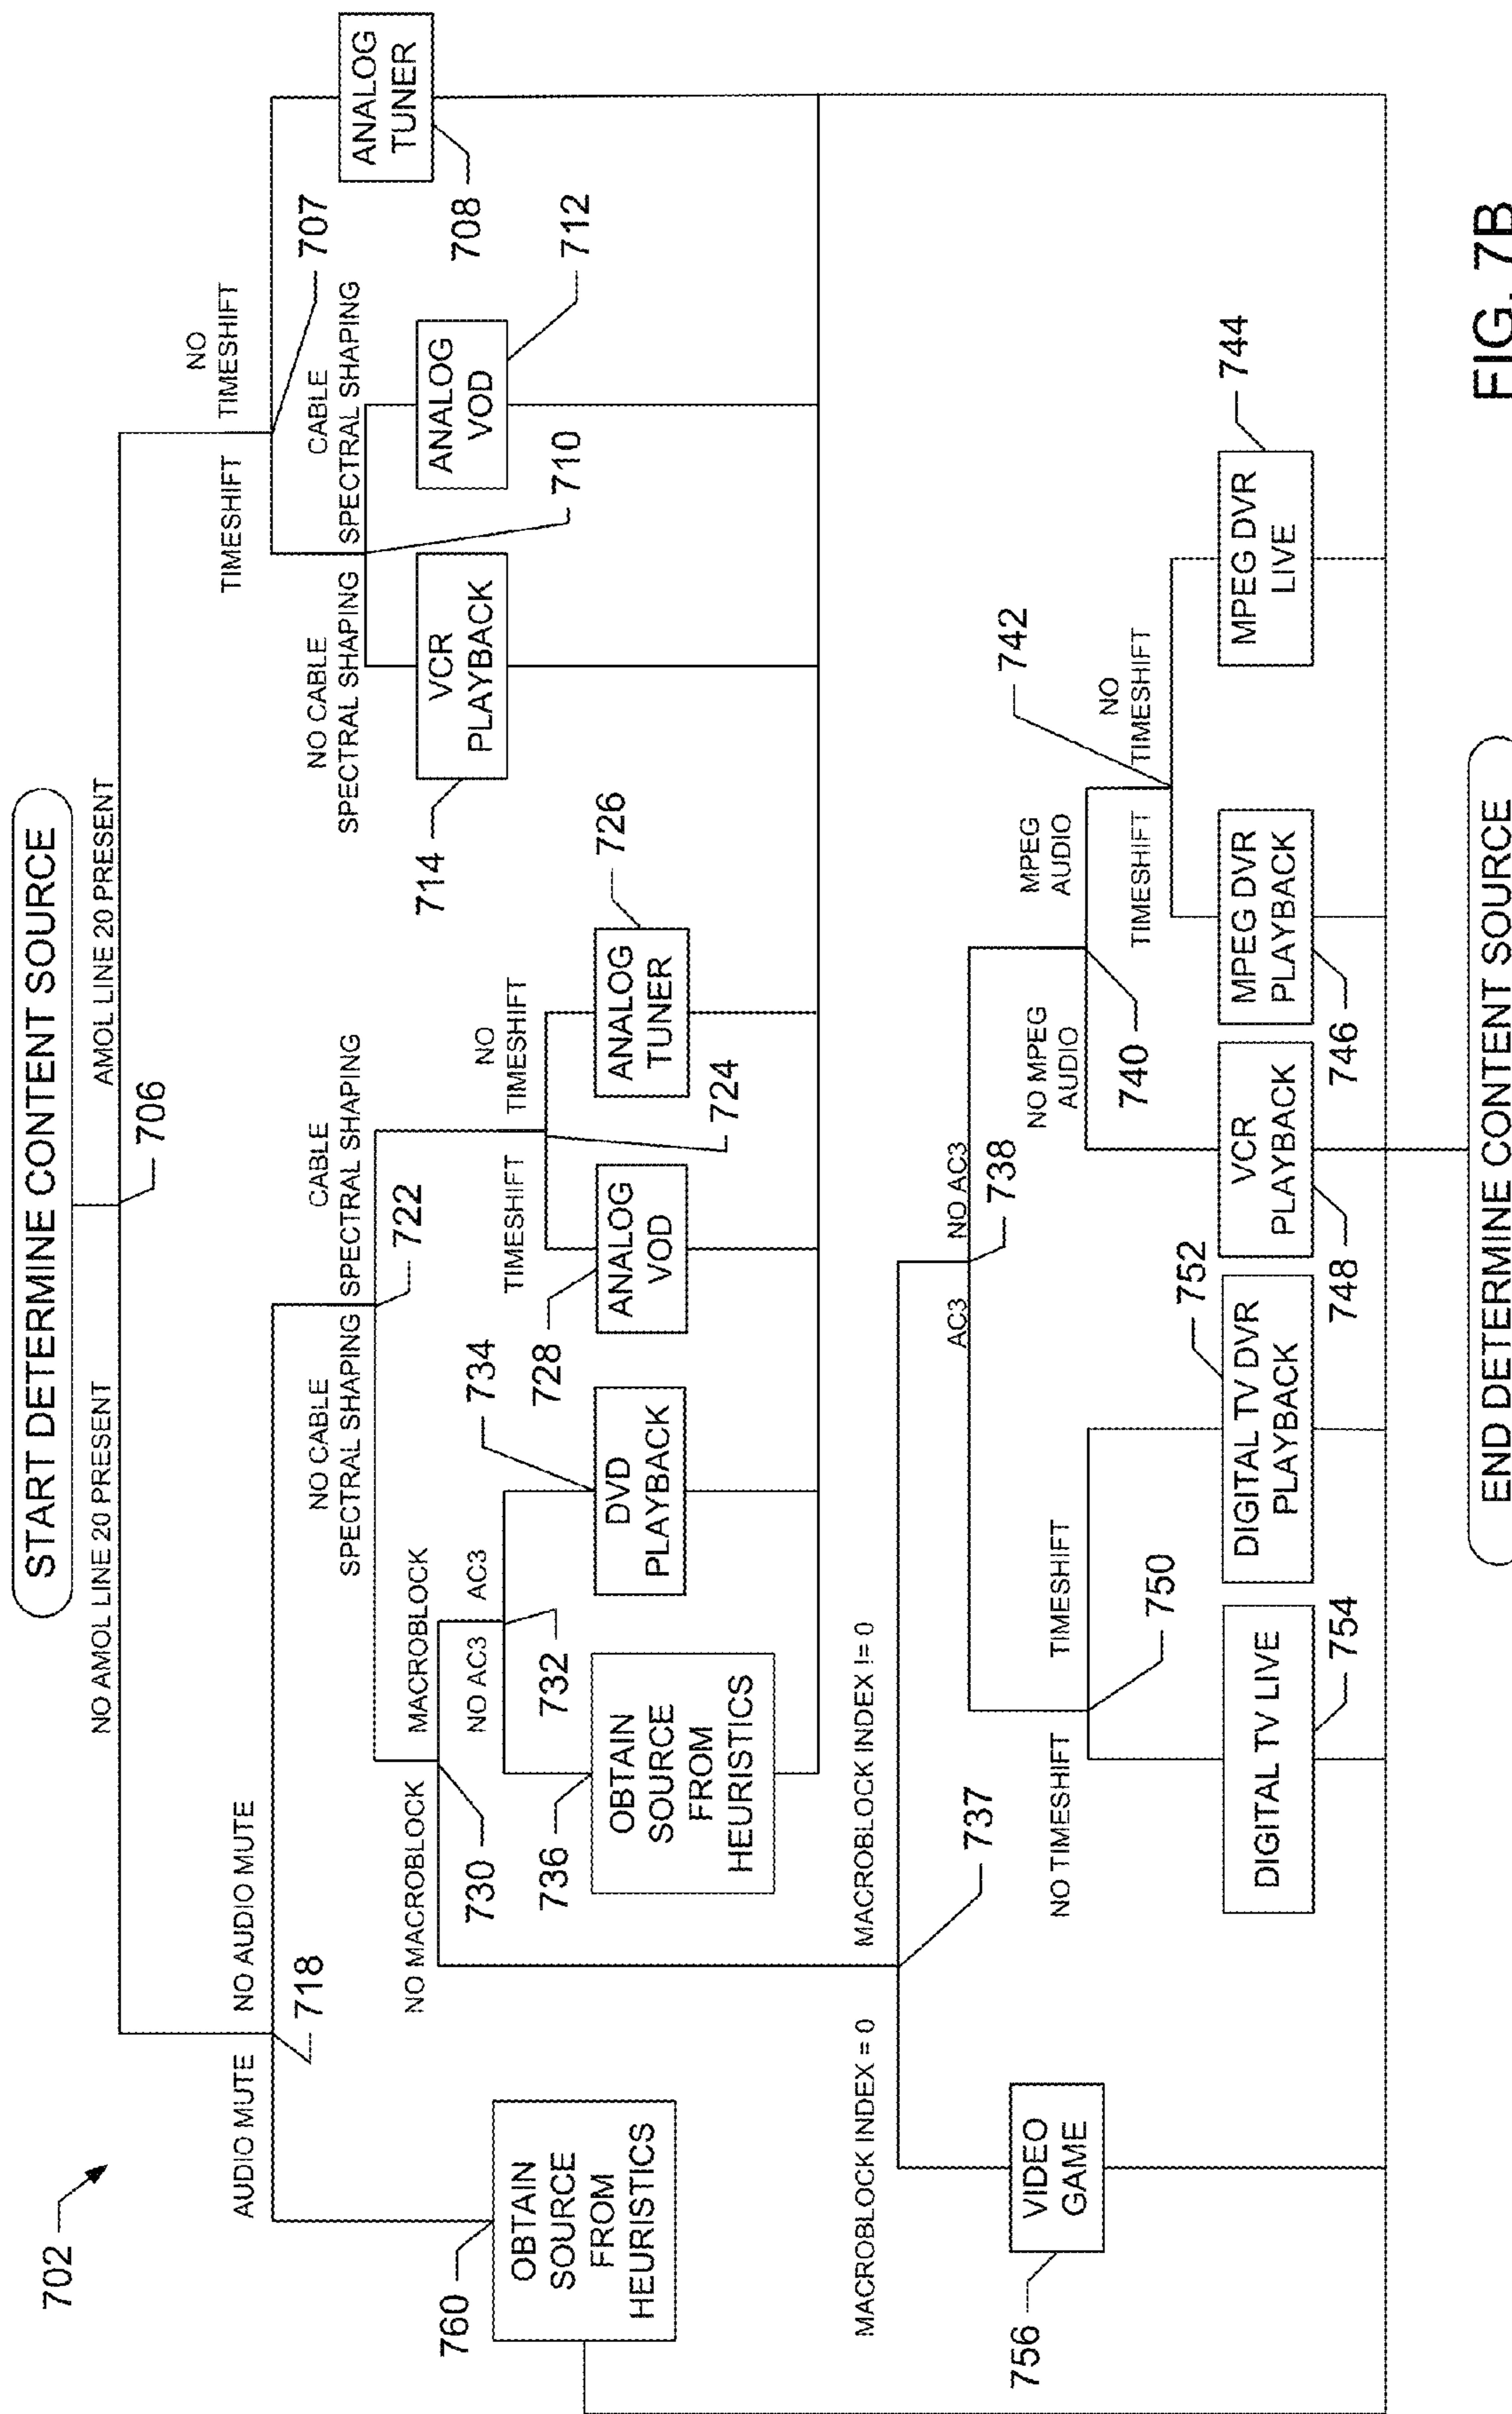 START DETERMINE CONTENT SOURCE
702
NO AMOL LINE 20 PRESENT
AMOL LINE 20 PRESENT
706
AUDIO MUTE
NO AUDIO MUTE
718
TIMESHIFT
NO
TIMESHIFT
707
NO CABLE
SPECTRAL SHAPING
CABLE
SPECTRAL SHAPING
722
NO CABLE
SPECTRAL SHAPING
CABLE
SPECTRAL SHAPING
710
ANALOG
TUNER
708
VCR
PLAYBACK
714
ANALOG
VOD
712
760
OBTAIN
SOURCE
FROM
HEURISTICS
NO MACROBLOCK
MACROBLOCK
730
NO AC3
AC3
732
734
TIMESHIFT
NO
TIMESHIFT
724
736
OBTAIN
SOURCE
FROM
HEURISTICS
DVD
PLAYBACK
728
ANALOG
VOD
ANALOG
TUNER
726
MACROBLOCK INDEX = 0
MACROBLOCK INDEX != 0
737
756
VIDEO
GAME
AC3
NO AC3
738
NO TIMESHIFT
TIMESHIFT
750
NO MPEG
AUDIO
MPEG
AUDIO
740
TIMESHIFT
NO
TIMESHIFT
742
DIGITAL TV LIVE
754
DIGITAL TV DVR
PLAYBACK
752
VCR
PLAYBACK
748
MPEG DVR
PLAYBACK
746
MPEG DVR
LIVE
744
END DETERMINE CONTENT SOURCE
FIG. 7B